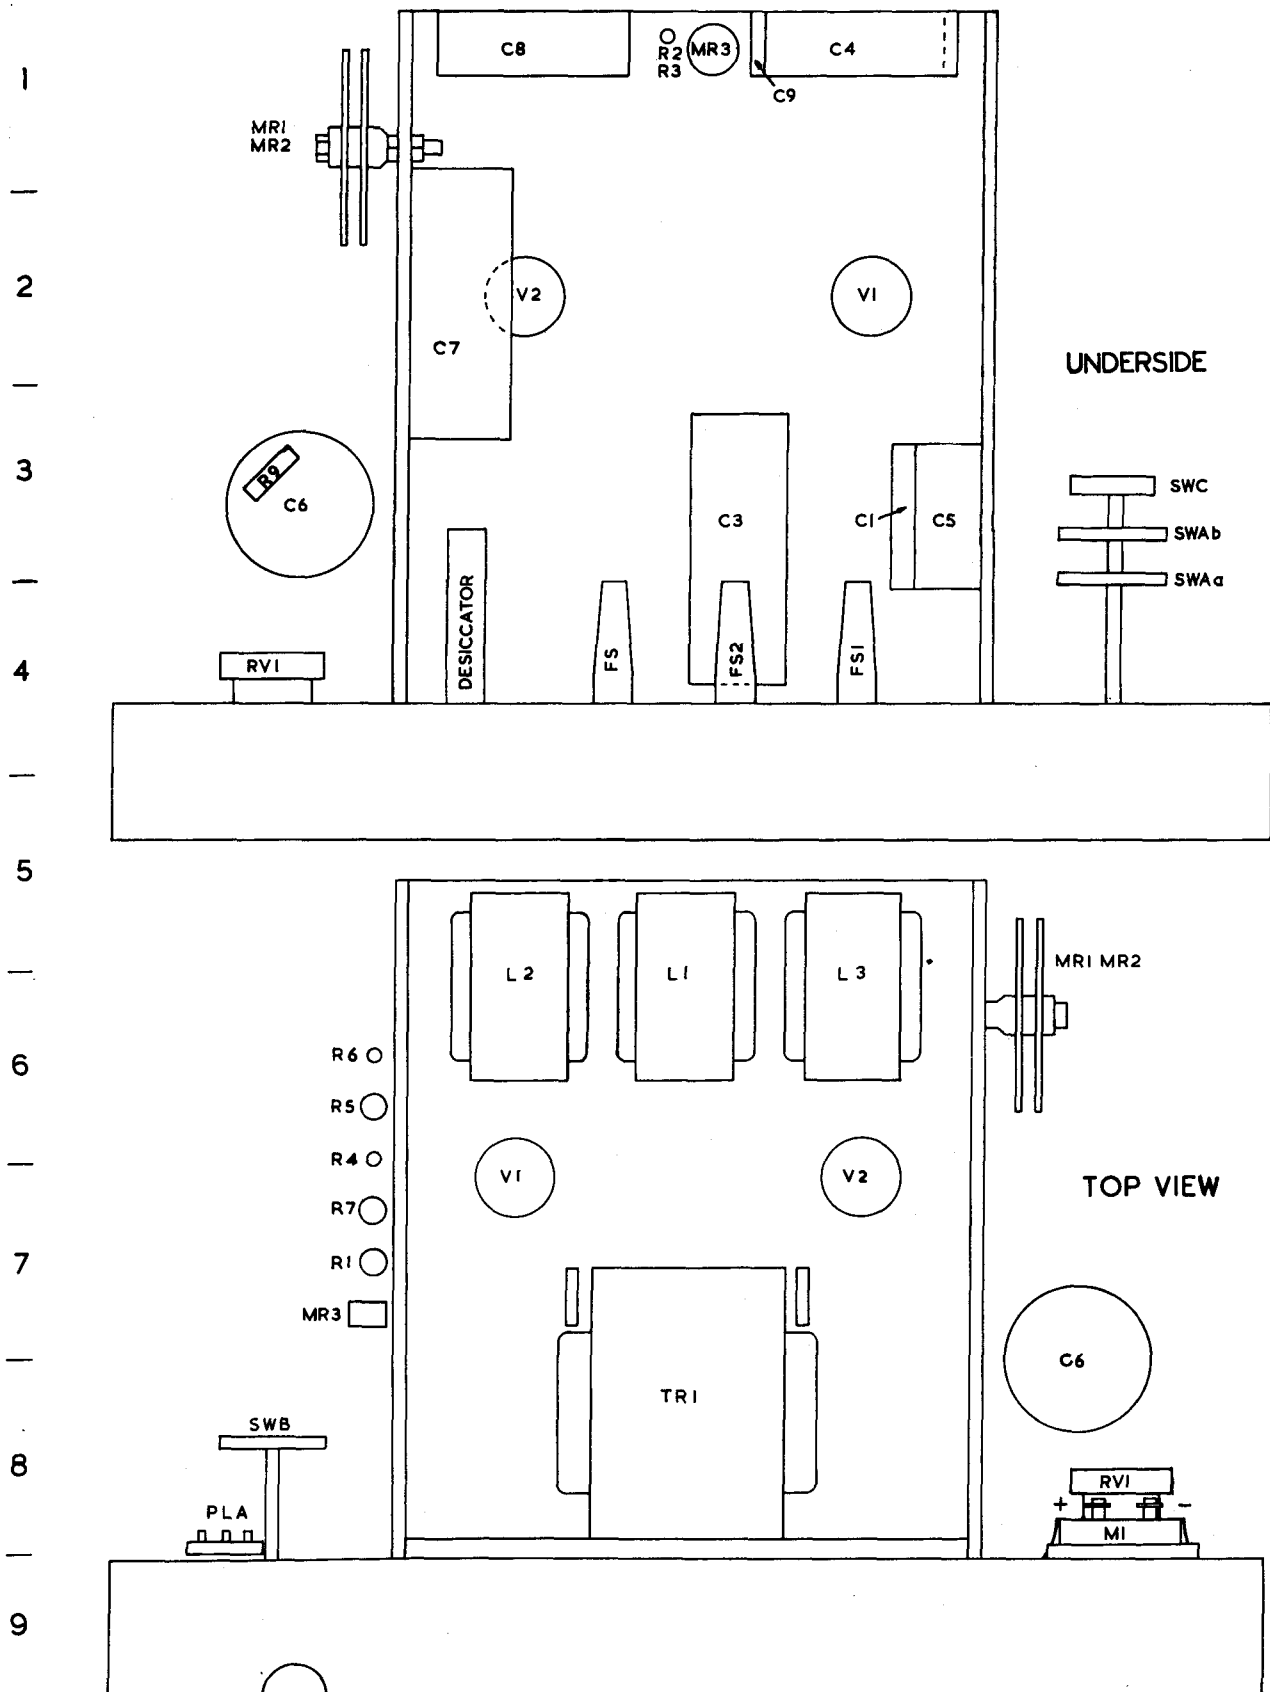 C8
R2
R3
MR3
C4
1
C9
MR1
MR2
2
V2
V1
C7
UNDERSIDE
3
R9
C6
C3
C1
C5
SWC
SWAb
SWAa
DESICCATOR
FS
FS2
FS1
4
RV1
5
L2
L1
L3
MR1 MR2
R6
6
R5
R4
V1
V2
TOP VIEW
R7
7
R1
MR3
C6
TR1
SWB
8
RV1
PLA
+
-
M1
9